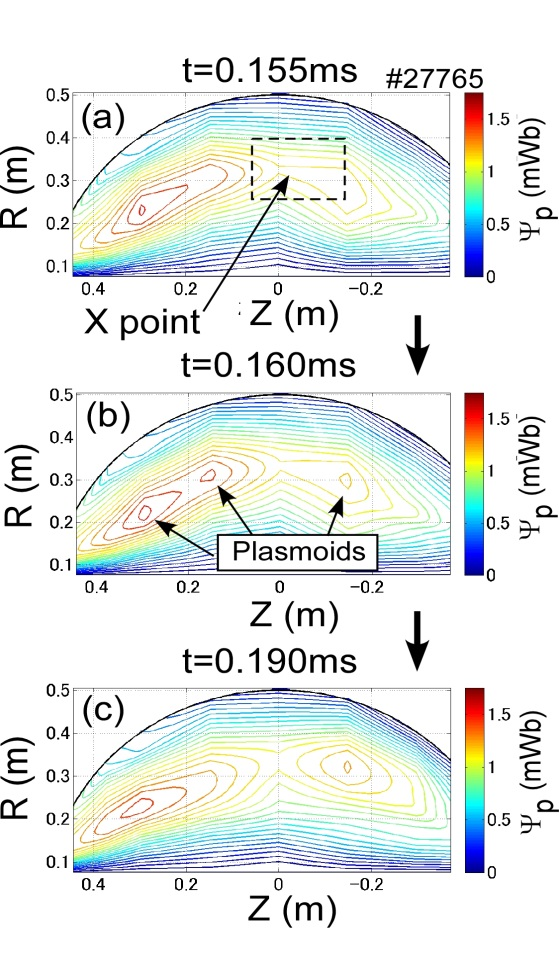 t=0.155ms
#27765
(a)
0.5
0.4
0.3
0.2
0.1
R (m)
0.4
0.2
0
−0.2
Z (m)
X point
1.5
1
0.5
0
Ψp (mWb)
t=0.160ms
(b)
0.5
0.4
0.3
0.2
0.1
R (m)
Plasmoids
0.4
0.2
0
−0.2
Z (m)
1.5
1
0.5
0
Ψp (mWb)
t=0.190ms
(c)
0.5
0.4
0.3
0.2
0.1
R (m)
0.4
0.2
0
−0.2
Z (m)
1.5
1
0.5
0
Ψp (mWb)